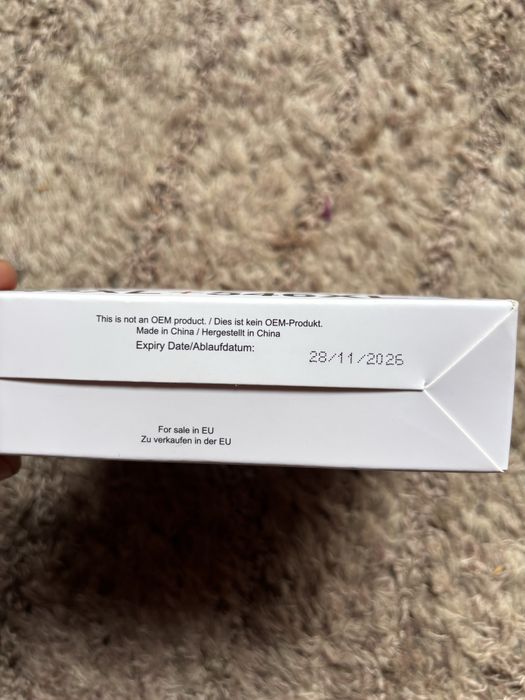 This is not an OEM product. / Dies ist kein OEM-Produkt.
Made in China / Hergestellt in China
Expiry Date/Ablaufdatum: 28/11/2026
For sale in EU
Zu verkaufen in der EU